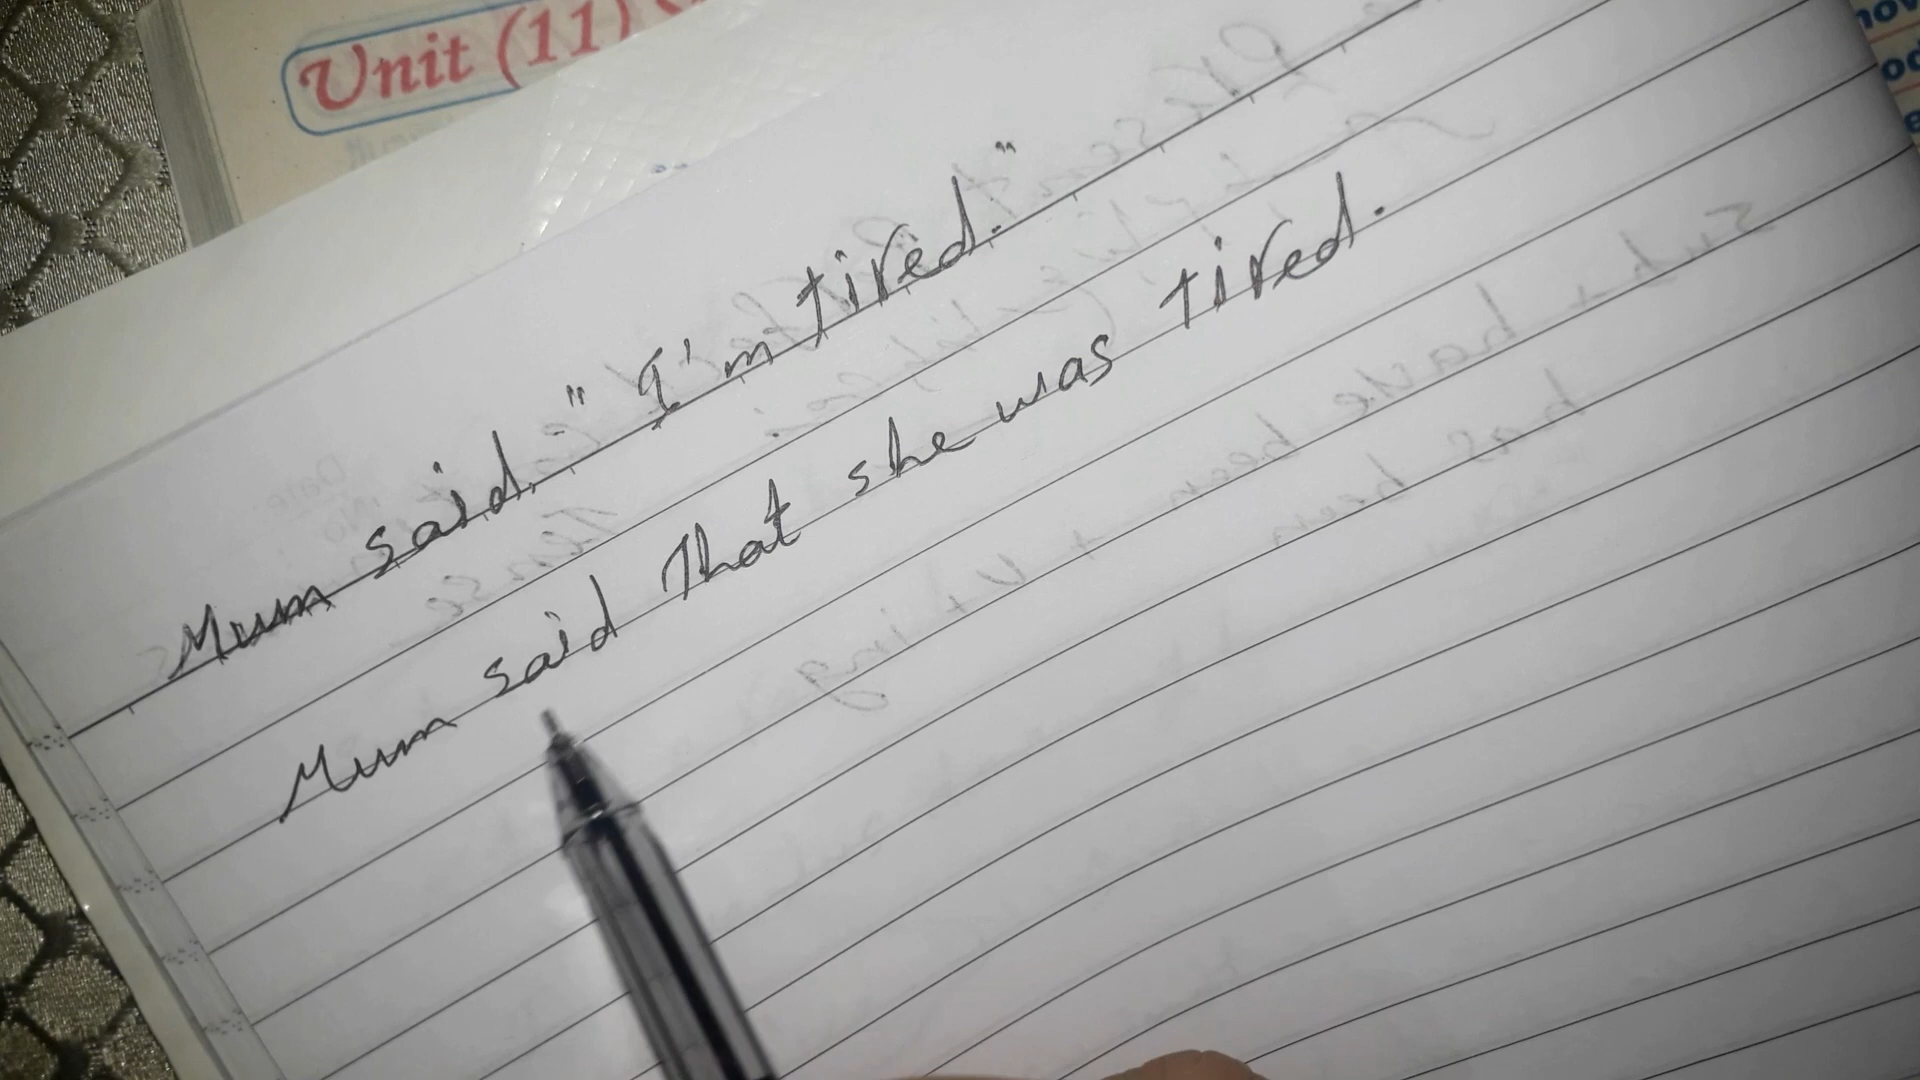 Unit (11)
Mum said, " I'm tired."
Mum said That she was tired.